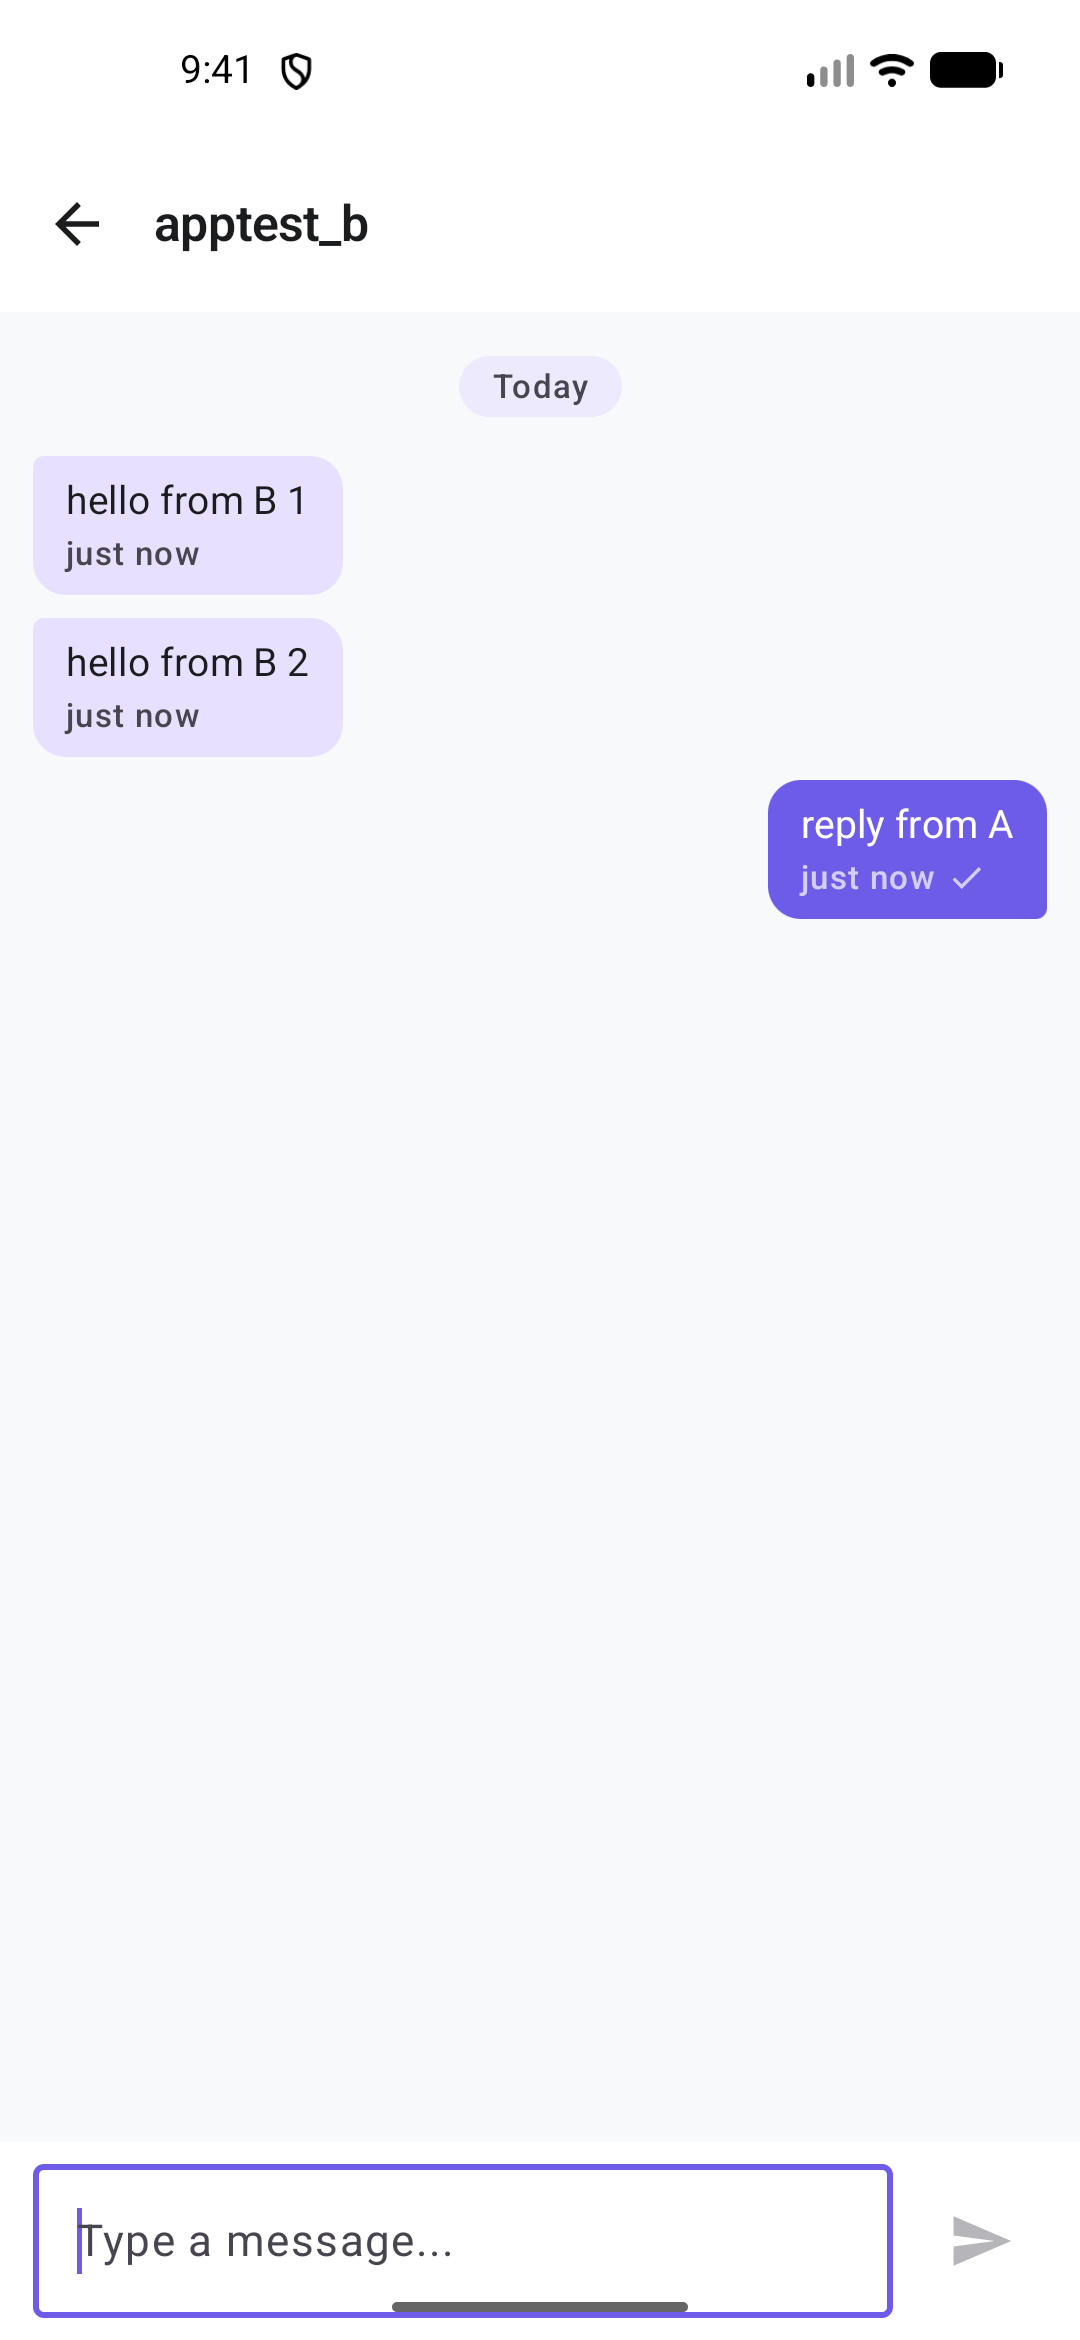 9:41
apptest_b
Today
hello from B 1
just now
hello from B 2
just now
reply from A
just now
Type a message...